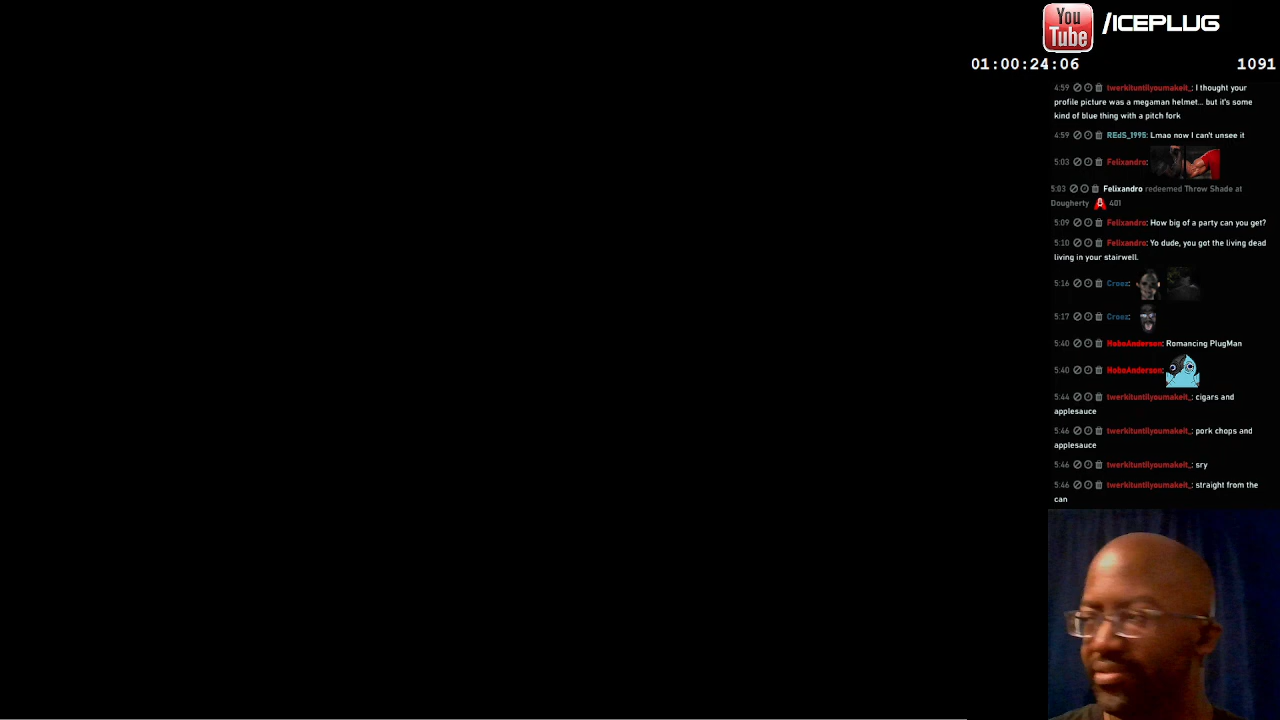 You
Tube
/ICEPLUG
01:00:24:06
1091
4:59 twerkituntilyoumakeit_: I thought your
profile picture was a megaman helmet... but it's some
kind of blue thing with a pitch fork
4:59 REdS_1995: Lmao now I can't unsee it
5:03 Felixandro:
5:03 Felixandro redeemed Throw Shade at
Dougherty 401
5:09 Felixandro: How big of a party can you get?
5:10 Felixandro: Yo dude, you got the living dead
living in your stairwell.
5:16 Croez:
5:17 Croez:
5:40 HoboAnderson: Romancing PlugMan
5:40 HoboAnderson:
5:44 twerkituntilyoumakeit_: cigars and
applesauce
5:46 twerkituntilyoumakeit_: pork chops and
applesauce
5:46 twerkituntilyoumakeit_: sry
5:46 twerkituntilyoumakeit_: straight from the
can